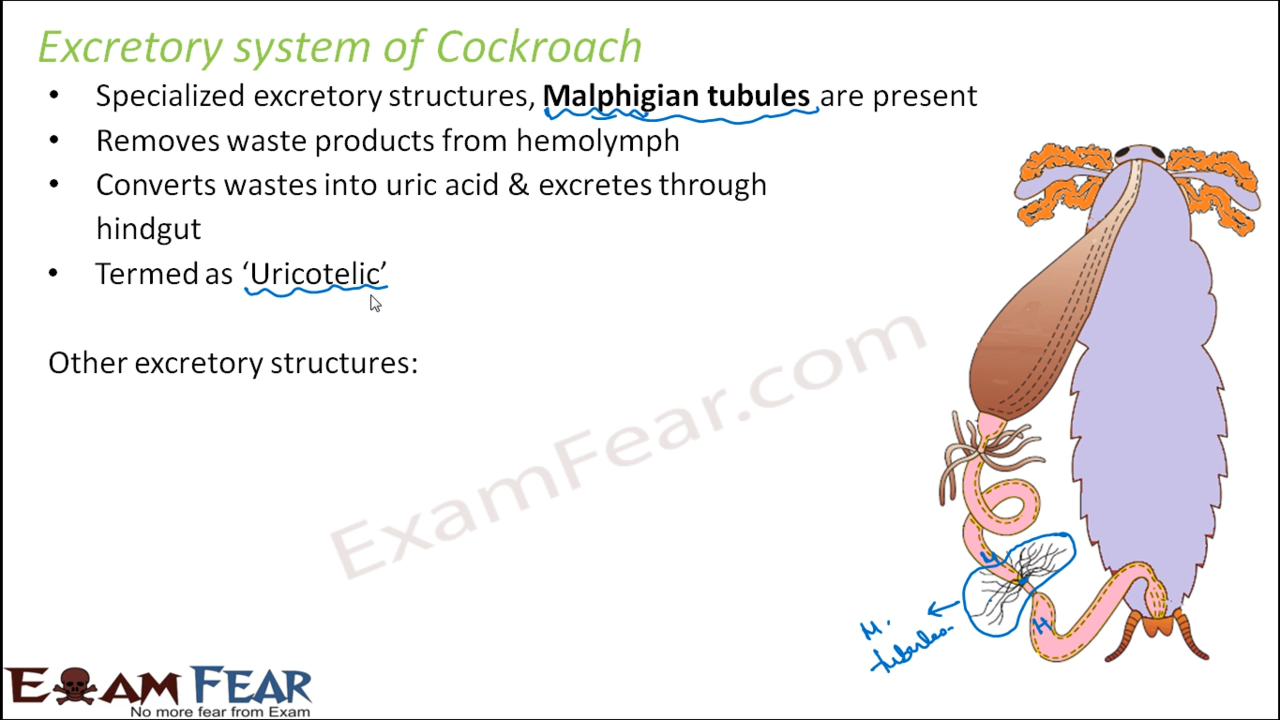 Excretory system of Cockroach
• Specialized excretory structures, Malphigian tubules are present
• Removes waste products from hemolymph
• Converts wastes into uric acid & excretes through
hindgut
• Termed as ‘Uricotelic’
Other excretory structures:
ExamFear.com
M.
tubules
H
EXAM FEAR
No more fear from Exam